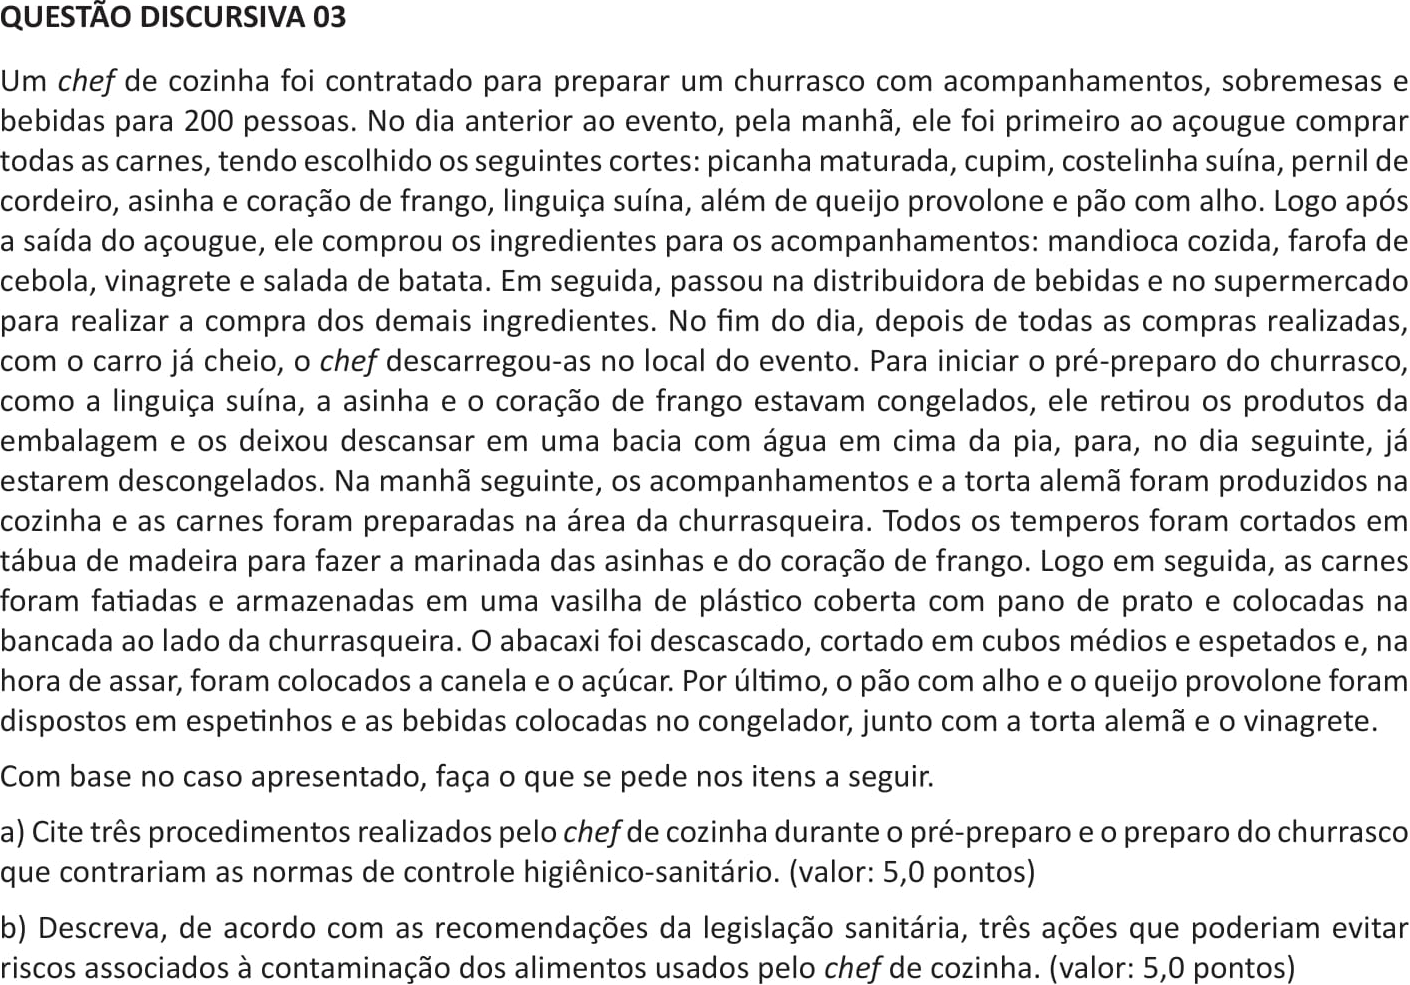 QUESTÃO DISCURSIVA 03
Um chef de cozinha foi contratado para preparar um churrasco com acompanhamentos, sobremesas e
bebidas para 200 pessoas. No dia anterior ao evento, pela manhã, ele foi primeiro ao açougue comprar
todas as carnes, tendo escolhido os seguintes cortes: picanha maturada, cupim, costelinha suína, pernil de
cordeiro, asinha e coração de frango, linguiça suína, além de queijo provolone e pão com alho. Logo após
a saída do açougue, ele comprou os ingredientes para os acompanhamentos: mandioca cozida, farofa de
cebola, vinagrete e salada de batata. Em seguida, passou na distribuidora de bebidas e no supermercado
para realizar a compra dos demais ingredientes. No fim do dia, depois de todas as compras realizadas,
com o carro já cheio, o chef descarregou-as no local do evento. Para iniciar o pré-preparo do churrasco,
como a linguiça suína, a asinha e o coração de frango estavam congelados, ele retirou os produtos da
embalagem e os deixou descansar em uma bacia com água em cima da pia, para, no dia seguinte, já
estarem descongelados. Na manhã seguinte, os acompanhamentos e a torta alemã foram produzidos na
cozinha e as carnes foram preparadas na área da churrasqueira. Todos os temperos foram cortados em
tábua de madeira para fazer a marinada das asinhas e do coração de frango. Logo em seguida, as carnes
foram fatiadas e armazenadas em uma vasilha de plástico coberta com pano de prato e colocadas na
bancada ao lado da churrasqueira. O abacaxi foi descascado, cortado em cubos médios e espetados e, na
hora de assar, foram colocados a canela e o açúcar. Por último, o pão com alho e o queijo provolone foram
dispostos em espetinhos e as bebidas colocadas no congelador, junto com a torta alemã e o vinagrete.
Com base no caso apresentado, faça o que se pede nos itens a seguir.
a) Cite três procedimentos realizados pelo chef de cozinha durante o pré-preparo e o preparo do churrasco
que contrariam as normas de controle higiênico-sanitário. (valor: 5,0 pontos)
b) Descreva, de acordo com as recomendações da legislação sanitária, três ações que poderiam evitar
riscos associados à contaminação dos alimentos usados pelo chef de cozinha. (valor: 5,0 pontos)